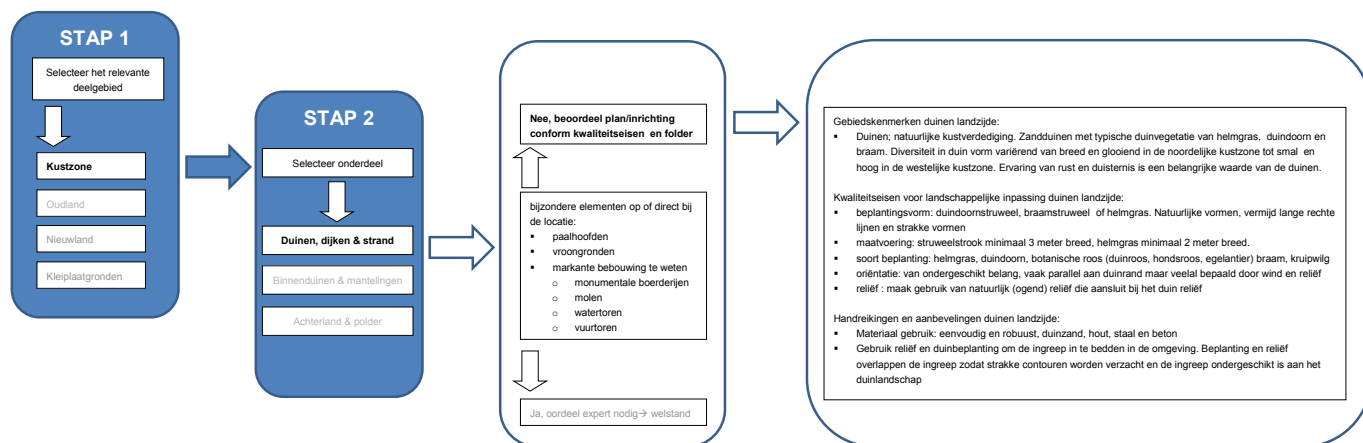 STAP 1
Selecteer het relevante
deelgebied
Kustzone
Oudland
Nieuwland
Kleiplaatgronden
STAP 2
Selecteer onderdeel
Duinen, dijken & strand
Binnenduinen & mantelingen
Achterland & polder
Nee, beoordeel plan/inrichting
conform kwaliteitseisen en folder
bijzondere elementen op of direct bij
de locatie:
▪ paalhoofden
▪ vroongronden
▪ markante bebouwing te weten
o monumentale boerderijen
o molen
o watertoren
o vuurtoren
Ja, oordeel expert nodig→ welstand
Gebiedskenmerken duinen landzijde:
▪ Duinen; natuurlijke kustverdediging. Zandduinen met typische duinvegetatie van helmgras, duindoorn en
braam. Diversiteit in duin vorm variërend van breed en glooiend in de noordelijke kustzone tot smal en
hoog in de westelijke kustzone. Ervaring van rust en duisternis is een belangrijke waarde van de duinen.
Kwaliteitseisen voor landschappelijke inpassing duinen landzijde:
▪ beplantingsvorm: duindoornstruweel, braamstruweel of helmgras. Natuurlijke vormen, vermijd lange rechte
lijnen en strakke vormen
▪ maatvoering: struweelstrook minimaal 3 meter breed, helmgras minimaal 2 meter breed.
▪ soort beplanting: helmgras, duindoorn, botanische roos (duinroos, hondsroos, egelantier) braam, kruipwilg
▪ oriëntatie: van ondergeschikt belang, vaak parallel aan duinrand maar veelal bepaald door wind en reliëf
▪ reliëf : maak gebruik van natuurlijk (ogend) reliëf die aansluit bij het duin reliëf
Handreikingen en aanbevelingen duinen landzijde:
▪ Materiaal gebruik: eenvoudig en robuust, duinzand, hout, staal en beton
▪ Gebruik reliëf en duinbeplanting om de ingreep in te bedden in de omgeving. Beplanting en reliëf
overlappen de ingreep zodat strakke contouren worden verzacht en de ingreep ondergeschikt is aan het
duinlandschap